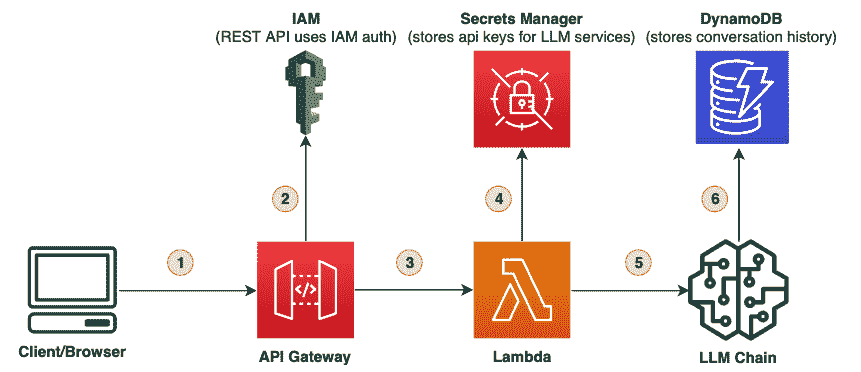 IAM
(REST API uses IAM auth)
Secrets Manager
(stores api keys for LLM services)
DynamoDB
(stores conversation history)
2
4
6
1
3
5
</>
Client/Browser
API Gateway
Lambda
LLM Chain